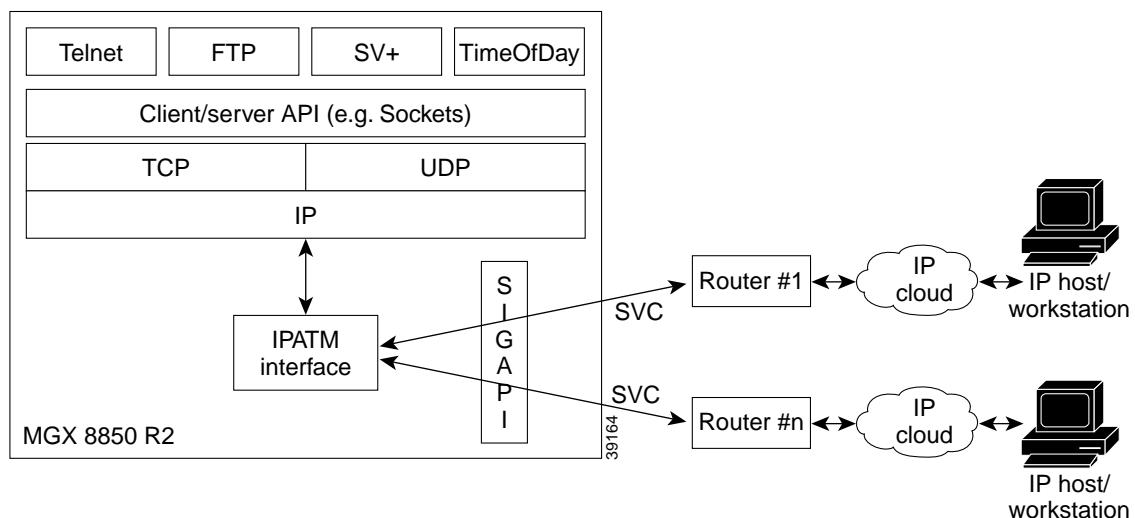 Telnet
FTP
SV+
TimeOfDay
Client/server API (e.g. Sockets)
TCP
UDP
IP
IPATM
interface
SIGAPI
SVC
SVC
MGX 8850 R2
39164
Router #1
IP
cloud
IP host/
workstation
Router #n
IP
cloud
IP host/
workstation